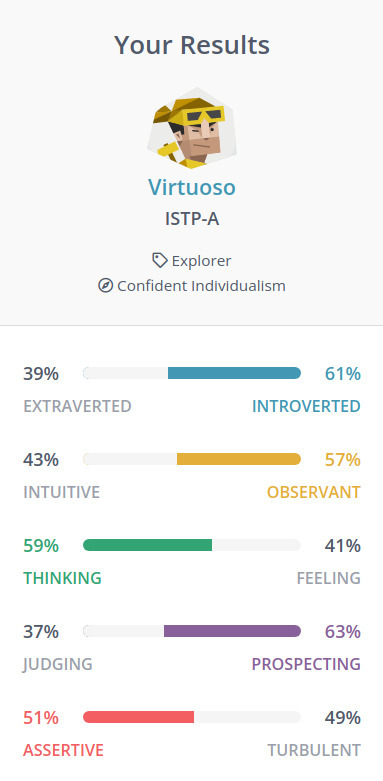 Your Results
Virtuoso
ISTP-A
Explorer
Confident Individualism
39% 61%
EXTRAVERTED INTROVERTED
43% 57%
INTUITIVE OBSERVANT
59% 41%
THINKING FEELING
37% 63%
JUDGING PROSPECTING
51% 49%
ASSERTIVE TURBULENT